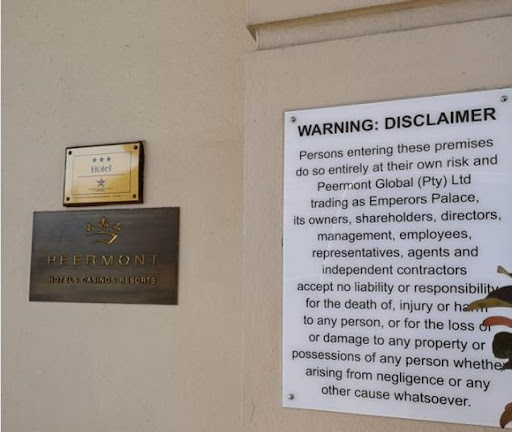 Hotel
PEERMONT
HOTELS CASINOS RESORTS
WARNING: DISCLAIMER
Persons entering these premises
do so entirely at their own risk and
Peermont Global (Pty) Ltd
trading as Emperors Palace,
its owners, shareholders, directors,
management, employees,
representatives, agents and
independent contractors
accept no liability or responsibility
for the death of, injury or harm
to any person, or for the loss of
or damage to any property or
possessions of any person whether
arising from negligence or any
other cause whatsoever.